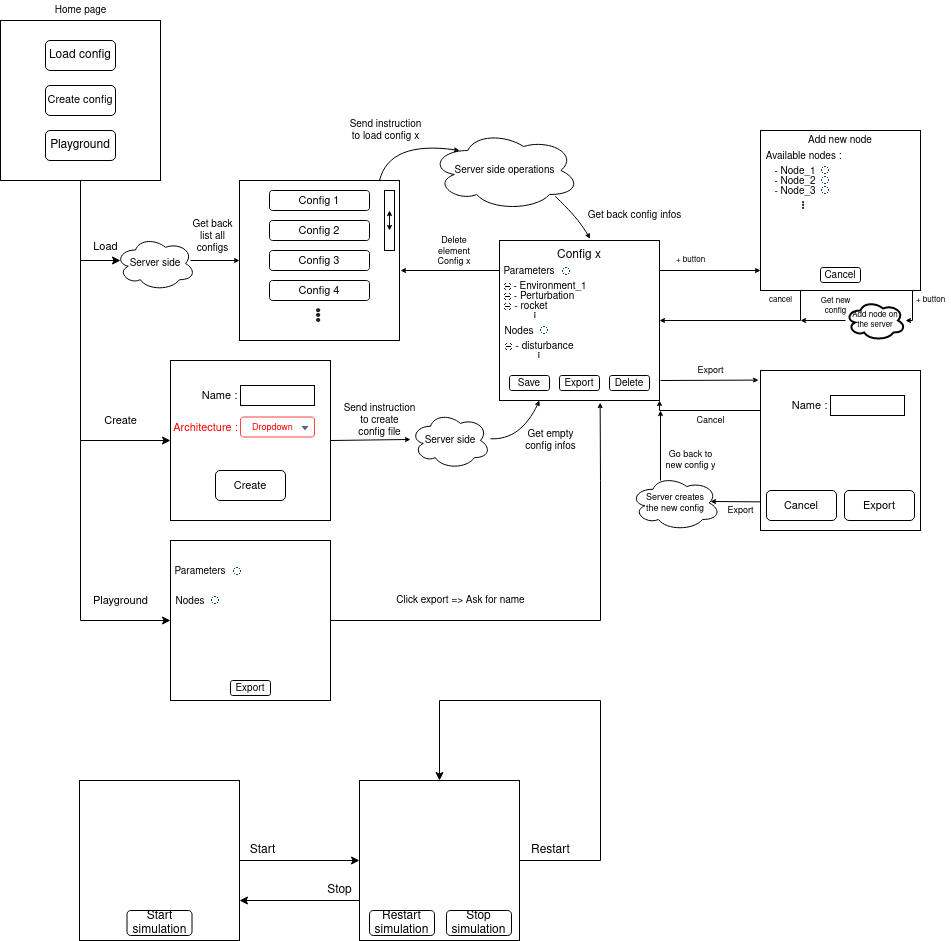 Home page
Load config
Create config
Playground
Send instruction
to load config x
Server side operations
Get back config infos
Load
Server side
Get back
list all
configs
Config 1
Config 2
Config 3
Config 4
Delete
element
Config x
Config x
Parameters
- Environment_1
- Perturbation
- rocket
Nodes
- disturbance
Save
Export
Delete
+ button
Add new node
Available nodes :
- Node_1
- Node_2
- Node_3
Cancel
cancel
Get new
config
Add node on
the server
+ button
Create
Name :
Architecture :
Dropdown
Create
Send instruction
to create
config file
Server side
Get empty
config infos
Export
Cancel
Name :
Cancel
Export
Go back to
new config y
Server creates
the new config
Export
Playground
Parameters
Nodes
Export
Click export => Ask for name
Start
Stop
Restart
Start
simulation
Restart
simulation
Stop
simulation